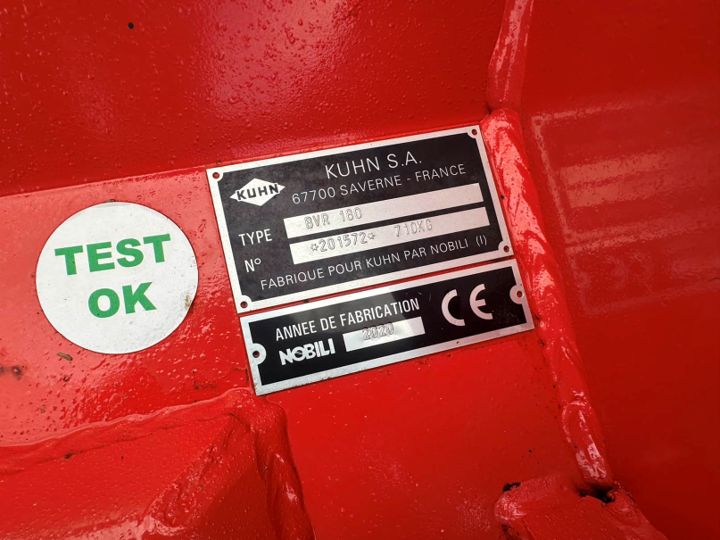 TEST
OK
KUHN
KUHN S.A.
67700 SAVERNE - FRANCE
TYPE BVR 180
N° *201572* 710KG
FABRIQUE POUR KUHN PAR NOBILI (I)
ANNEE DE FABRICATION
NOBILI 2020
CE